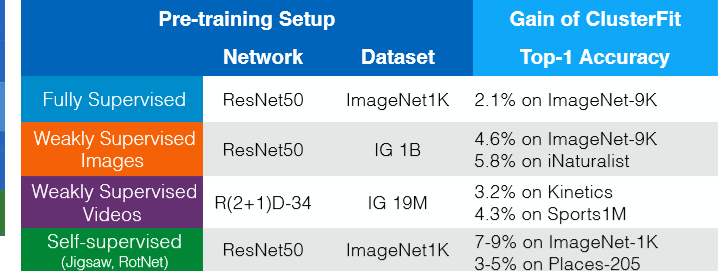 Pre-training Setup Gain of ClusterFit
Network Dataset Top-1 Accuracy
Fully Supervised ResNet50 ImageNet1K 2.1% on ImageNet-9K
Weakly Supervised Images ResNet50 IG 1B 4.6% on ImageNet-9K
5.8% on iNaturalist
Weakly Supervised Videos R(2+1)D-34 IG 19M 3.2% on Kinetics
4.3% on Sports1M
Self-supervised (Jigsaw, RotNet) ResNet50 ImageNet1K 7-9% on ImageNet-1K
3-5% on Places-205